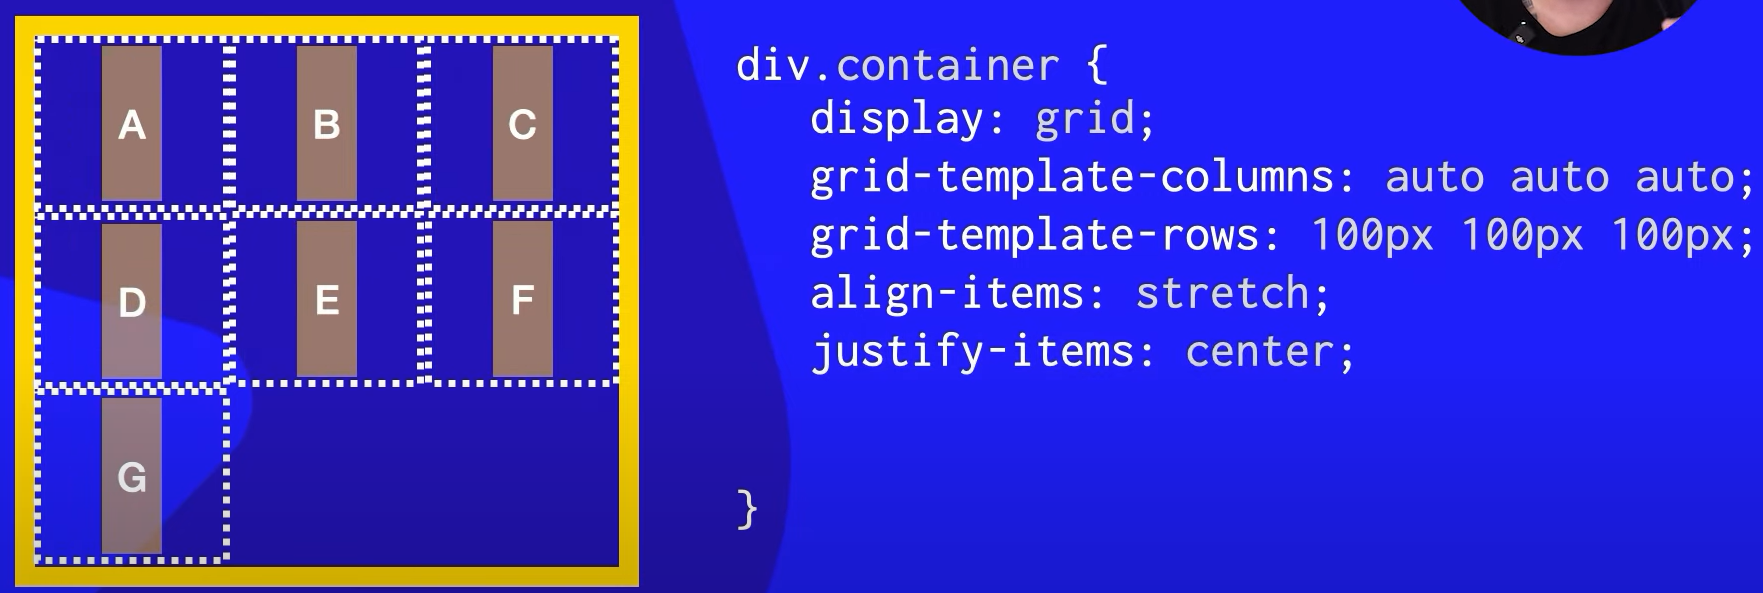 A B C
D E F
G
div.container {
display: grid;
grid-template-columns: auto auto auto;
grid-template-rows: 100px 100px 100px;
align-items: stretch;
justify-items: center;
}